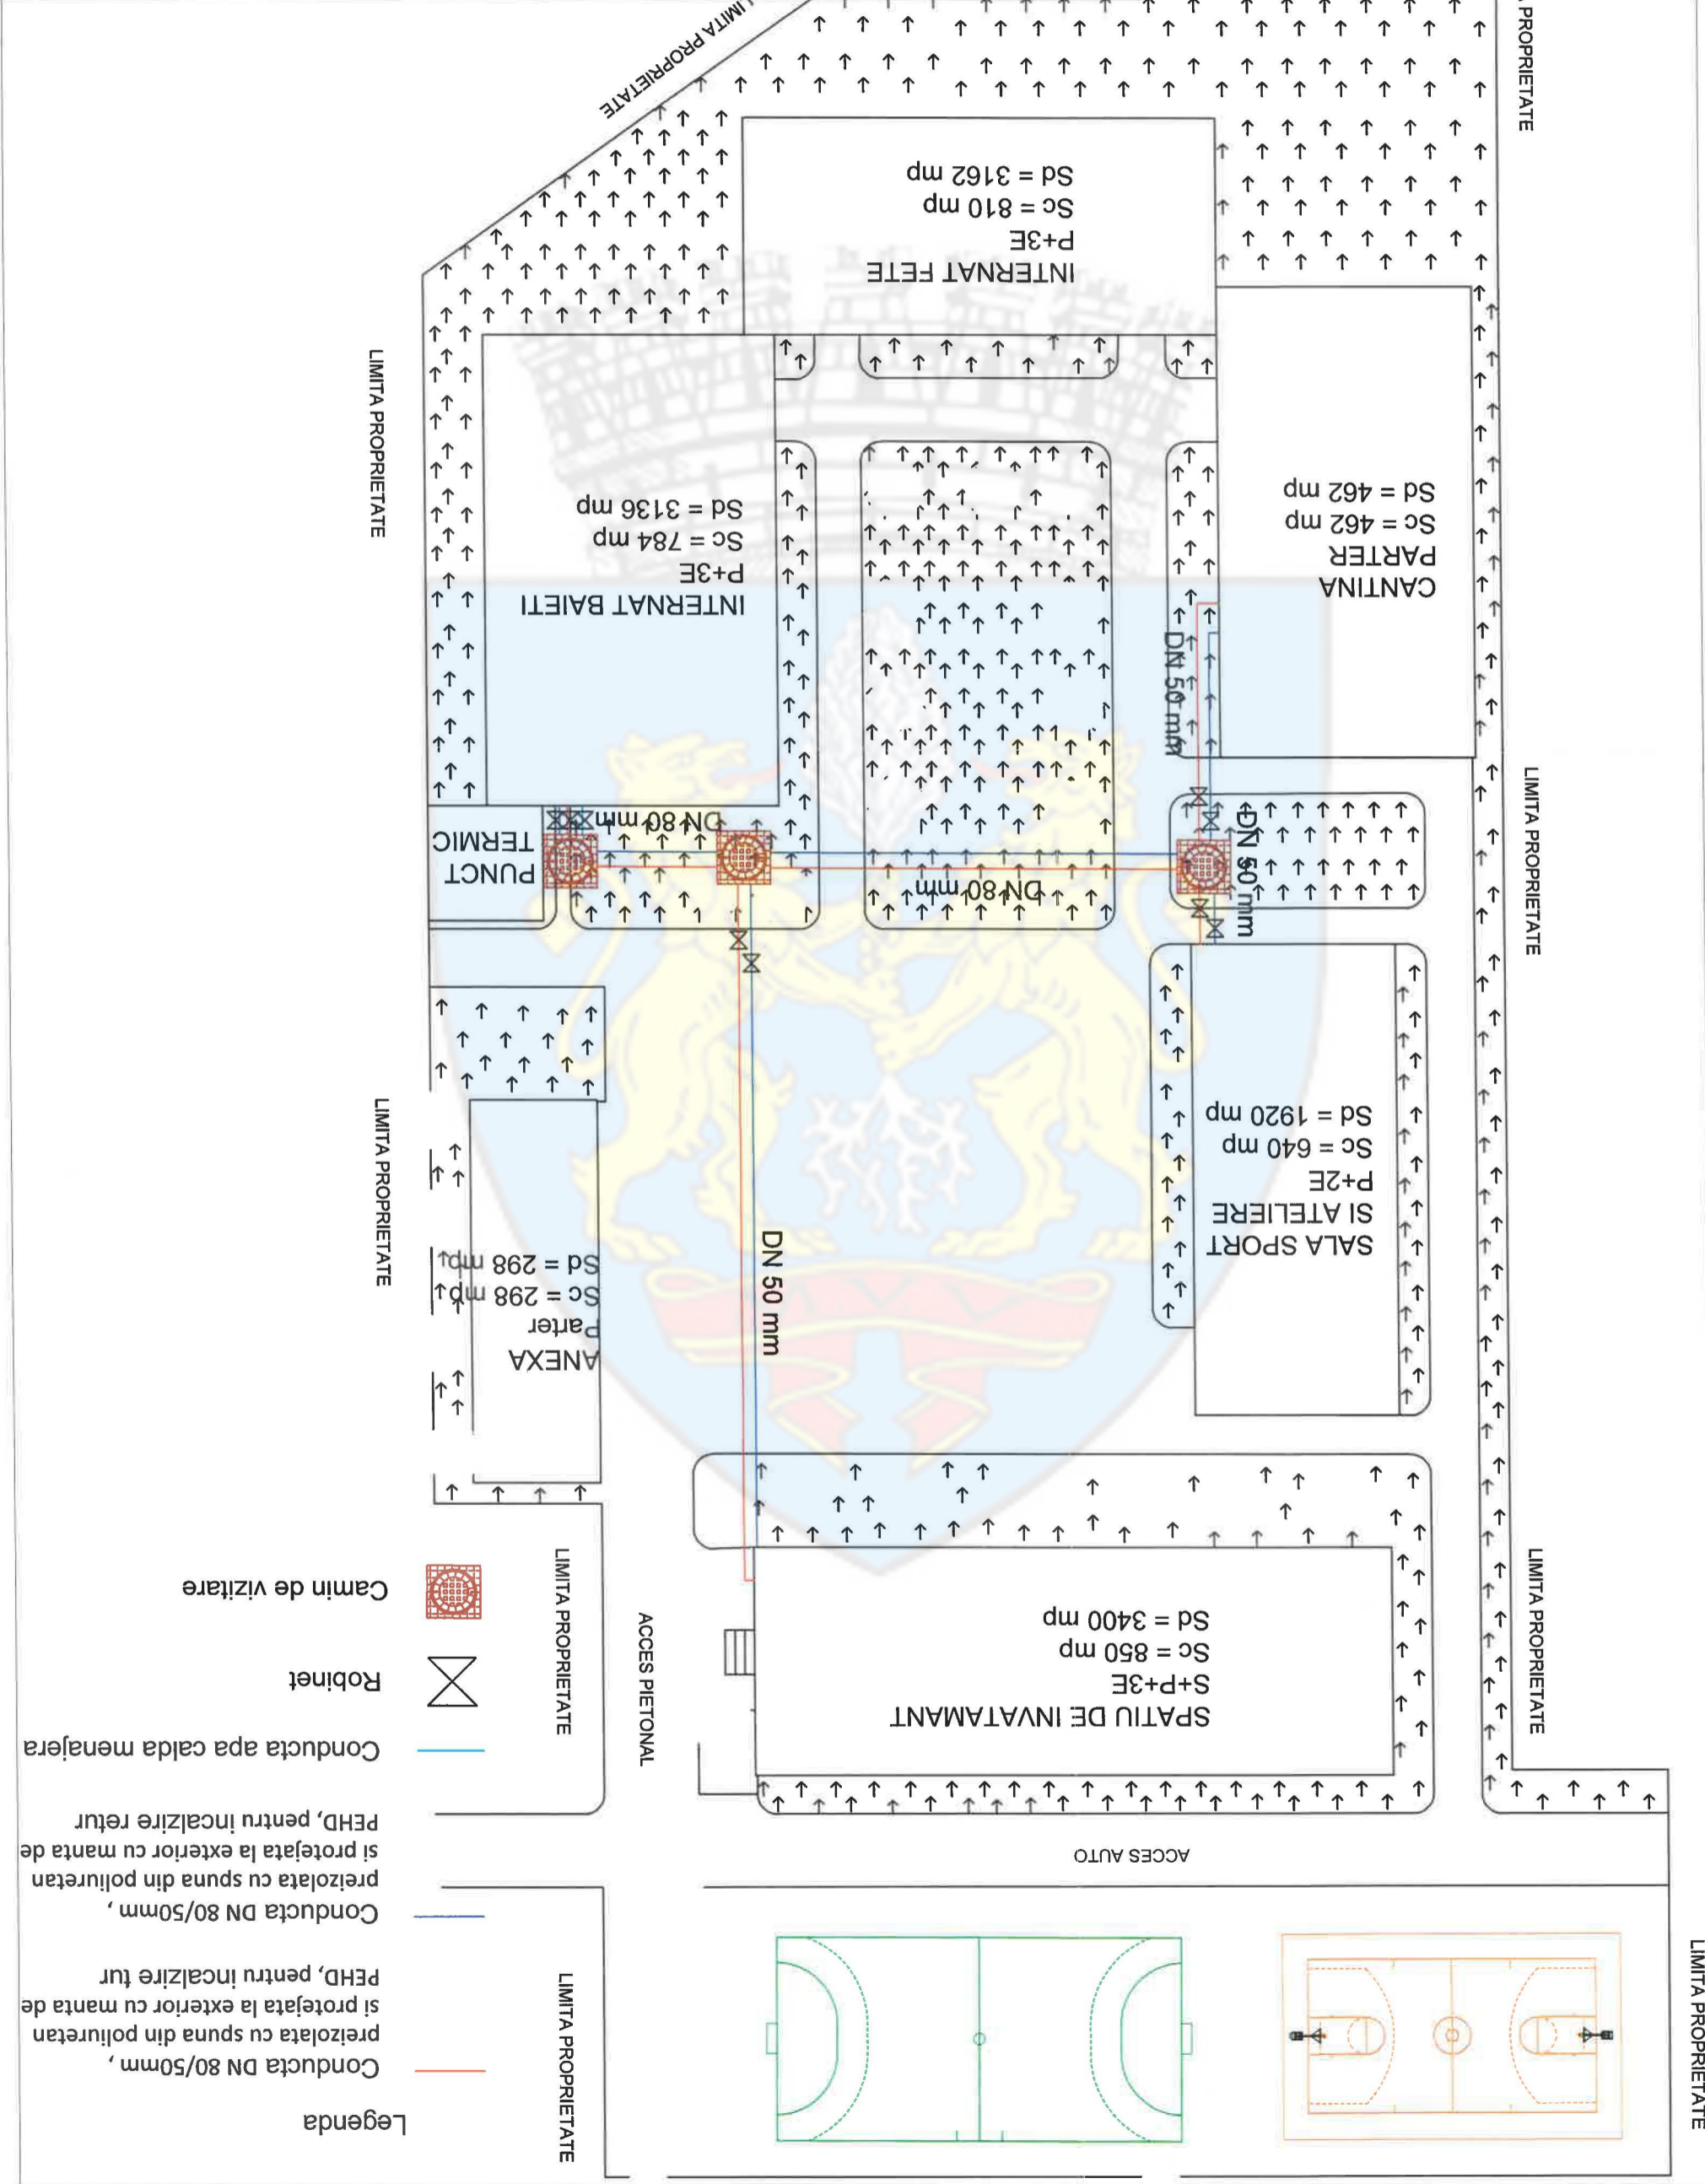 Legenda
Conducta DN 80/50mm ,
preizolata cu spuna din poliuretan
si protejata la exterior cu manta de
PEHD, pentru incalzire tur
Conducta DN 80/50mm ,
preizolata cu spuna din poliuretan
si protejata la exterior cu manta de
PEHD, pentru incalzire retur
Conducta apa calda menajera
Robinet
Camin de vizitare
LIMITA PROPRIETATE
LIMITA PROPRIETATE
ACCES AUTO
SPATIU DE INVATAMANT
S+P+3E
Sc = 850 mp
Sd = 3400 mp
ACCES PIETONAL
LIMITA PROPRIETATE
LIMITA PROPRIETATE
ANEXA
Parter
Sc = 298 mp
Sd = 298 mp
DN 50 mm
SALA SPORT
SI ATELIERE
P+2E
Sc = 640 mp
Sd = 1920 mp
LIMITA PROPRIETATE
LIMITA PROPRIETATE
DN 50 mm
DN 80 mm
PUNCT
TERMIC
DN 80 mm
DN 50 mm
CANTINA
PARTER
Sc = 462 mp
Sd = 462 mp
INTERNAT BAIETI
P+3E
Sc = 784 mp
Sd = 3136 mp
LIMITA PROPRIETATE
INTERNAT FETE
P+3E
Sc = 810 mp
Sd = 3162 mp
LIMITA PROPRIETATE
PROPRIETATE